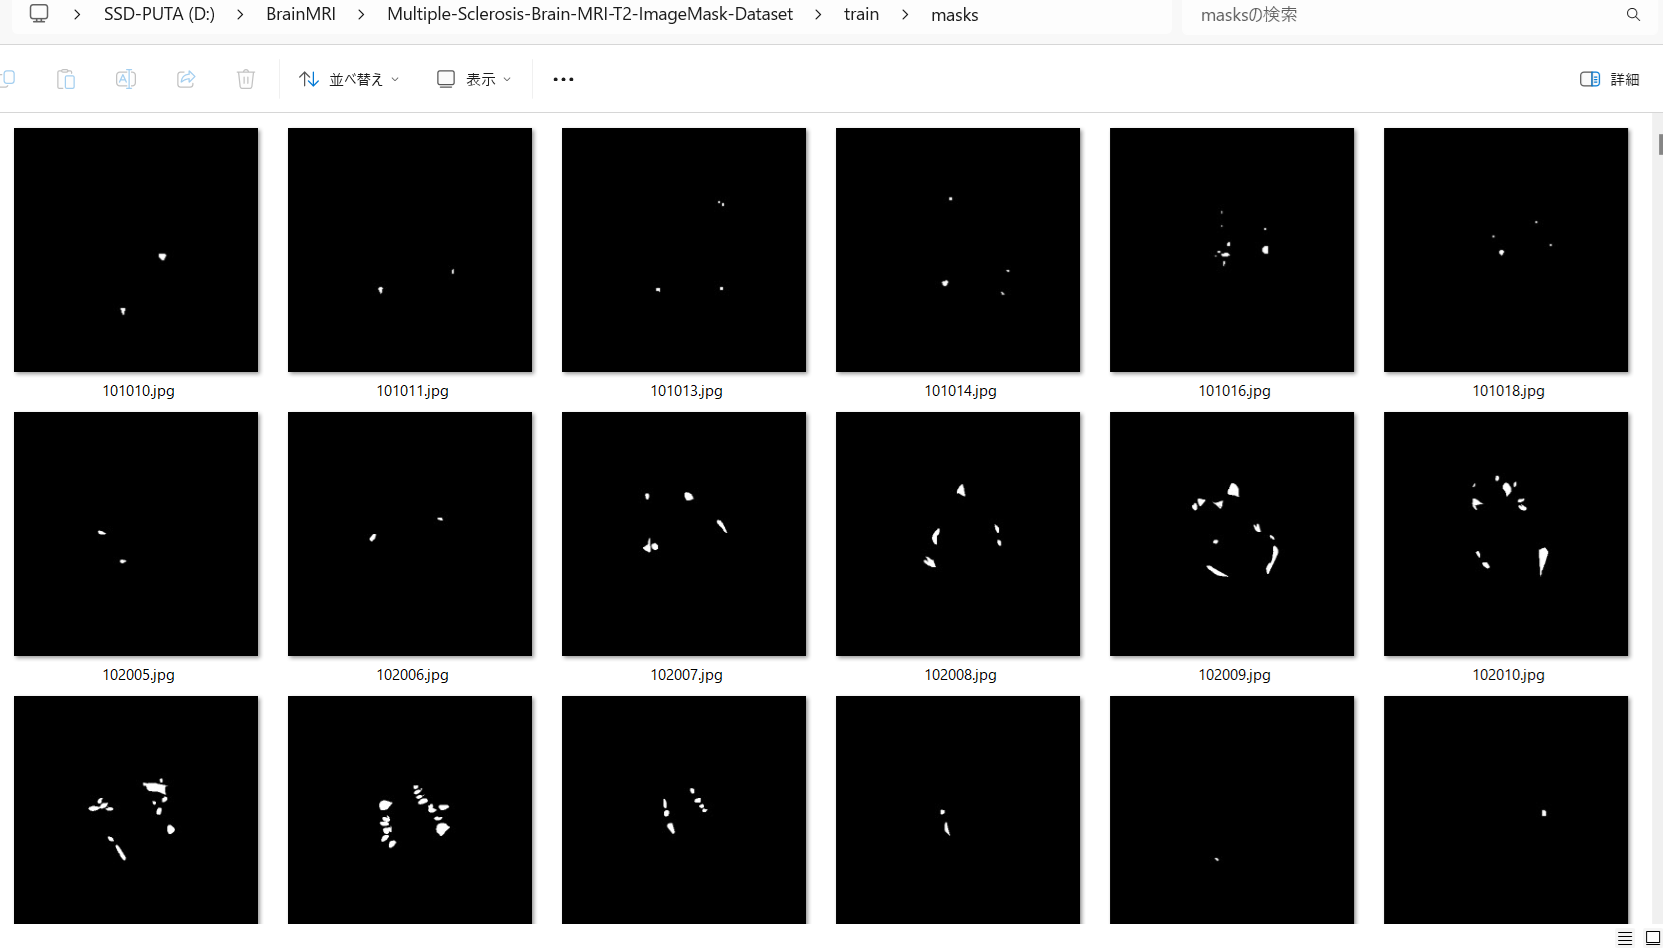 SSD-PUTA (D:) > BrainMRI > Multiple-Sclerosis-Brain-MRI-T2-ImageMask-Dataset > train > masks
masksの検索
並べ替え
表示
詳細
101010.jpg
101011.jpg
101013.jpg
101014.jpg
101016.jpg
101018.jpg
102005.jpg
102006.jpg
102007.jpg
102008.jpg
102009.jpg
102010.jpg